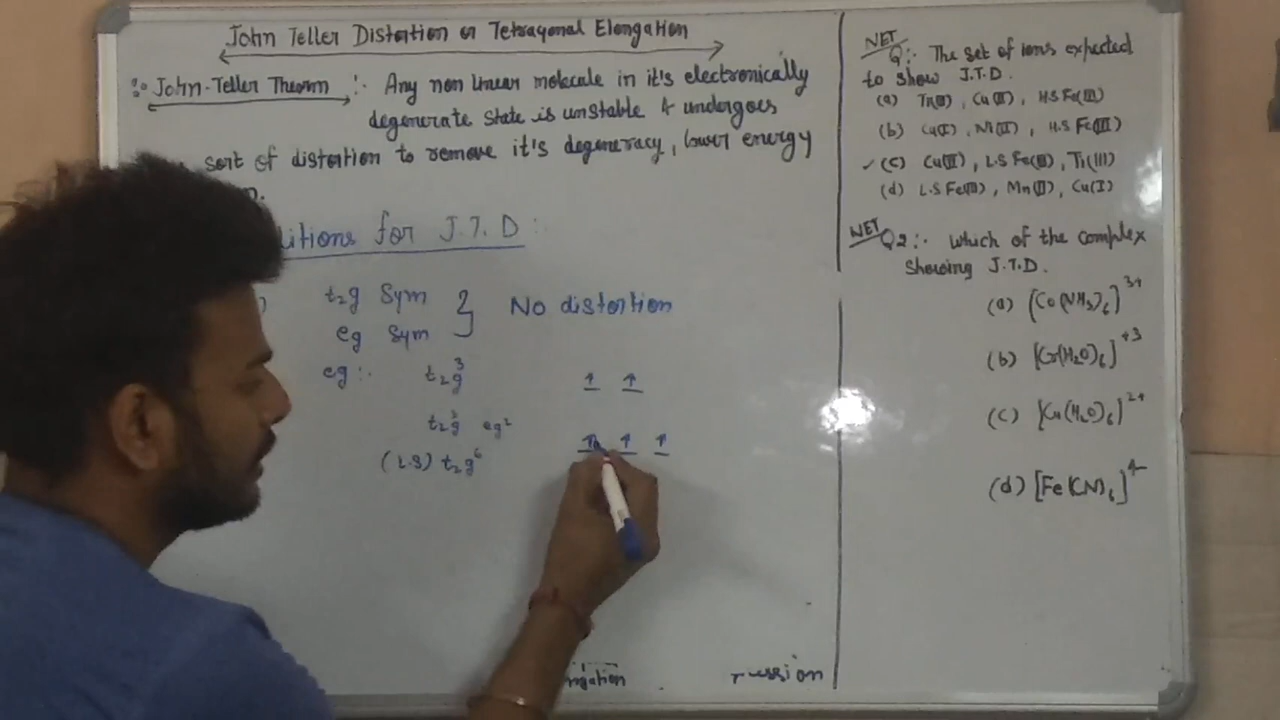 John Teller Distortion or Tetragonal Elongation
John-Teller Theorm :- Any non linear molecule in it's electronically
degenerate state is unstable & undergoes
sort of distortion to remove it's degeneracy, lower energy
ditions for J.T.D :-
t₂g Sym } No distortion
eg Sym
eg :- t₂g³
t₂g³ eg²
(L.S) t₂g⁶
ngation
NET
Q:- The set of ions expected
to show J.T.D.
(a) Ti(III), Cu(II), H.S Fe(III)
(b) Cu(I), Ni(II), H.S Fe(III)
✓(c) Cu(II), L.S Fe(III), Ti(III)
(d) L.S Fe(III), Mn(II), Cu(I)
NET Q2:- Which of the complex
Showing J.T.D.
(a) [Co(NH₃)₆]³⁺
(b) [Cr(H₂O)₆]⁺³
(c) [Cu(H₂O)₆]²⁺
(d) [Fe(CN)₆]⁴⁻